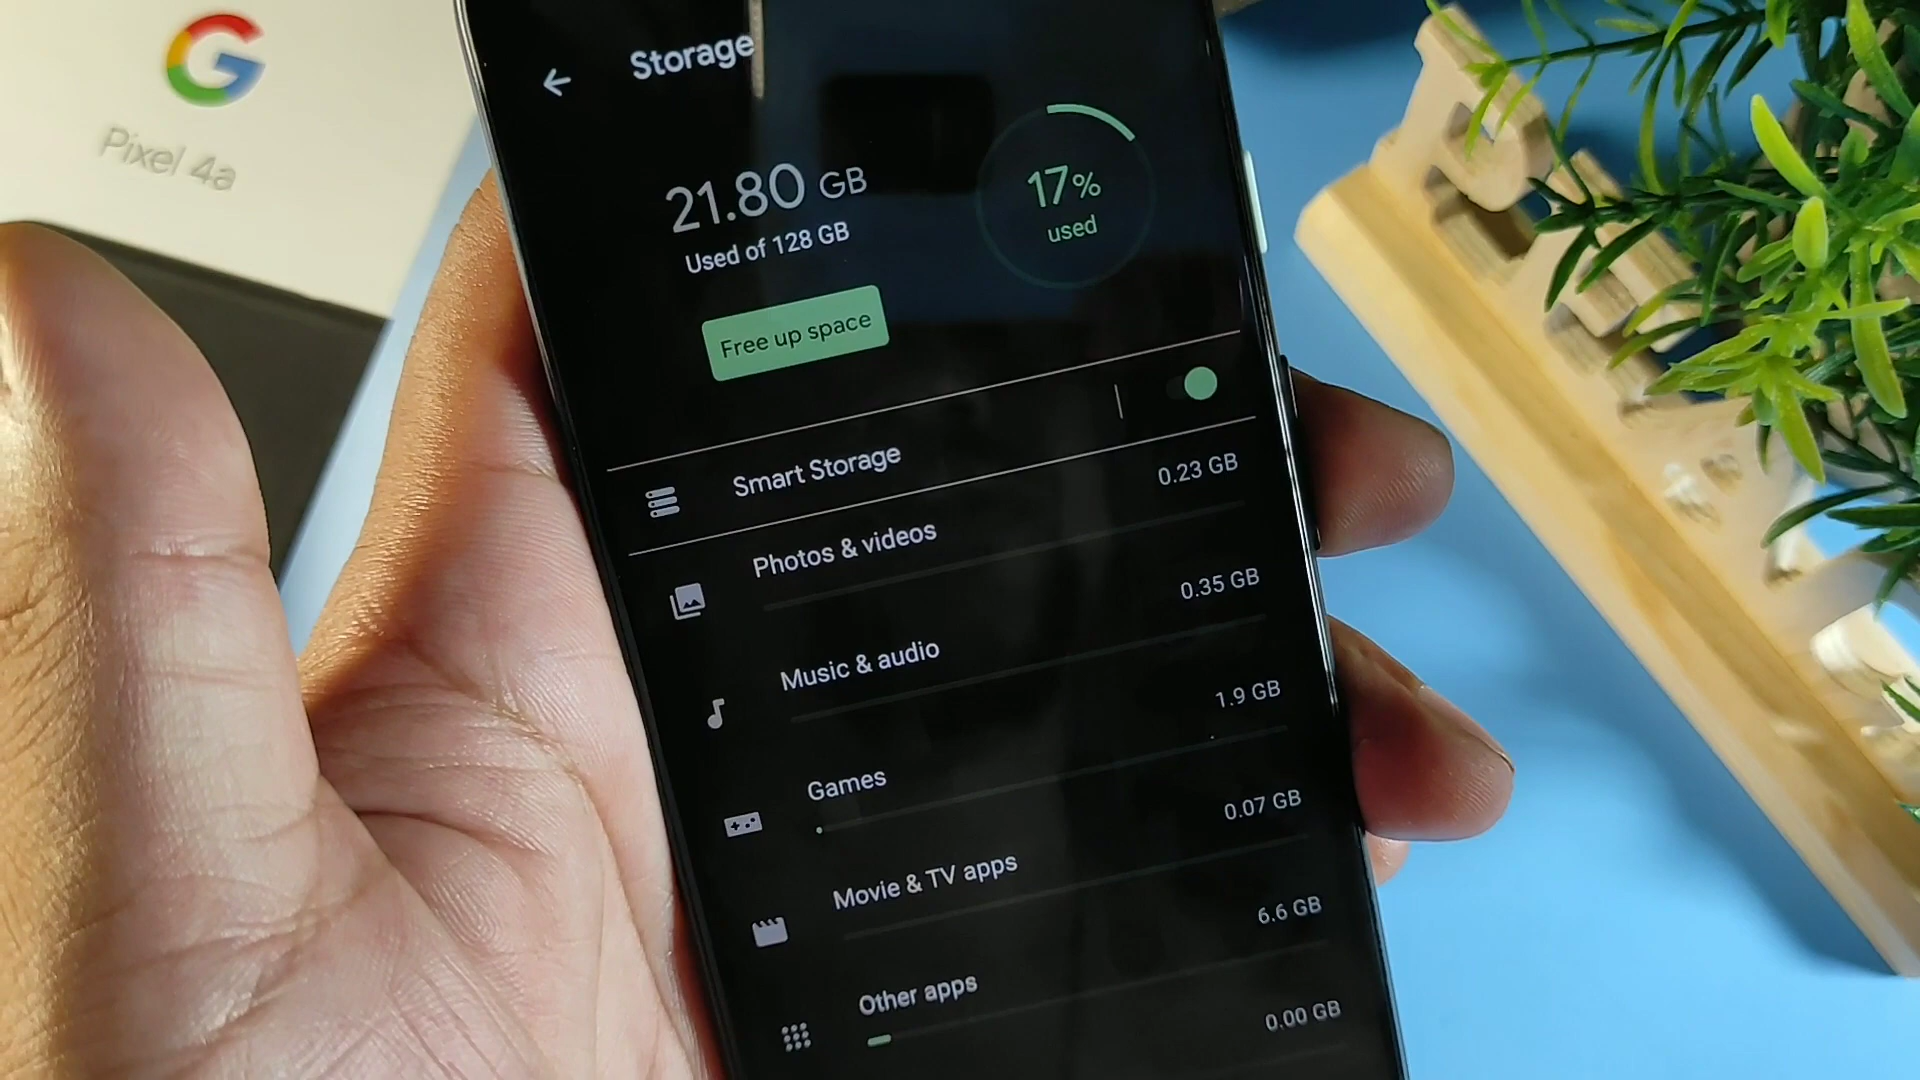 G
Pixel 4a
Storage
21.80 GB
Used of 128 GB
17%
used
Free up space
Smart Storage
Photos & videos
0.23 GB
Music & audio
0.35 GB
Games
1.9 GB
Movie & TV apps
0.07 GB
Other apps
6.6 GB
0.00 GB